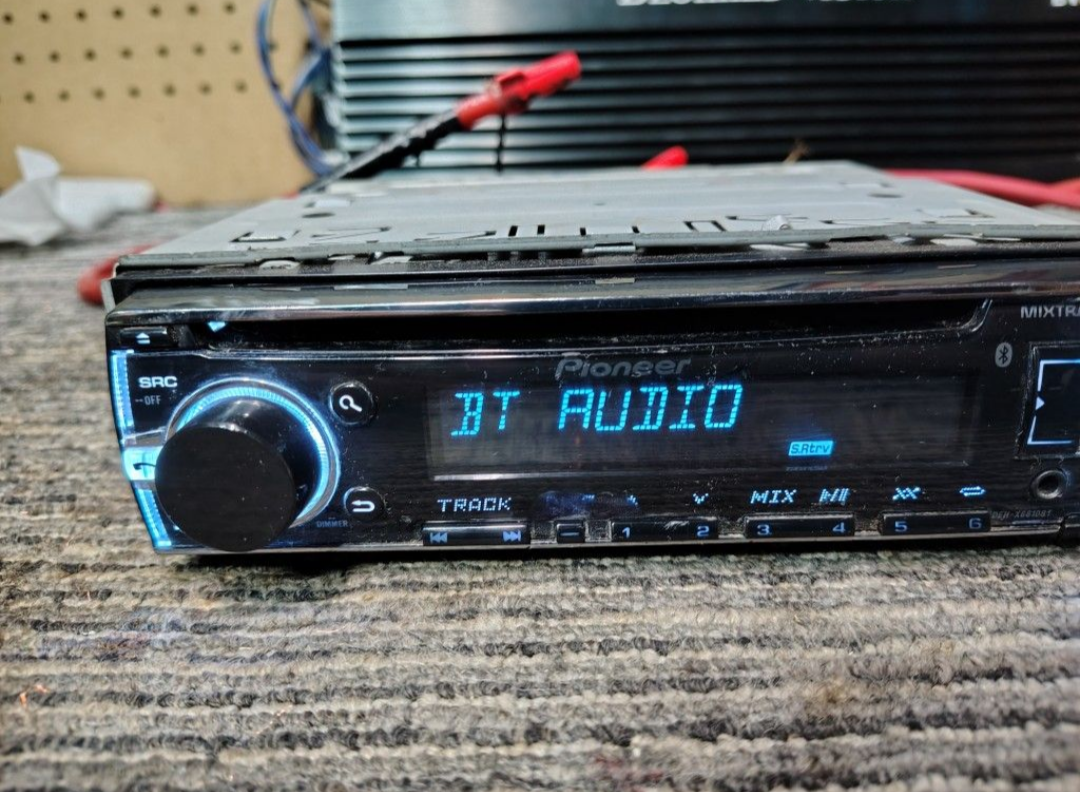 MIXTRA
Pioneer
SRC
OFF
BT AUDIO
S.Rtrv
TRACK
MIX
DIMMER
1 2 3 4 5 6